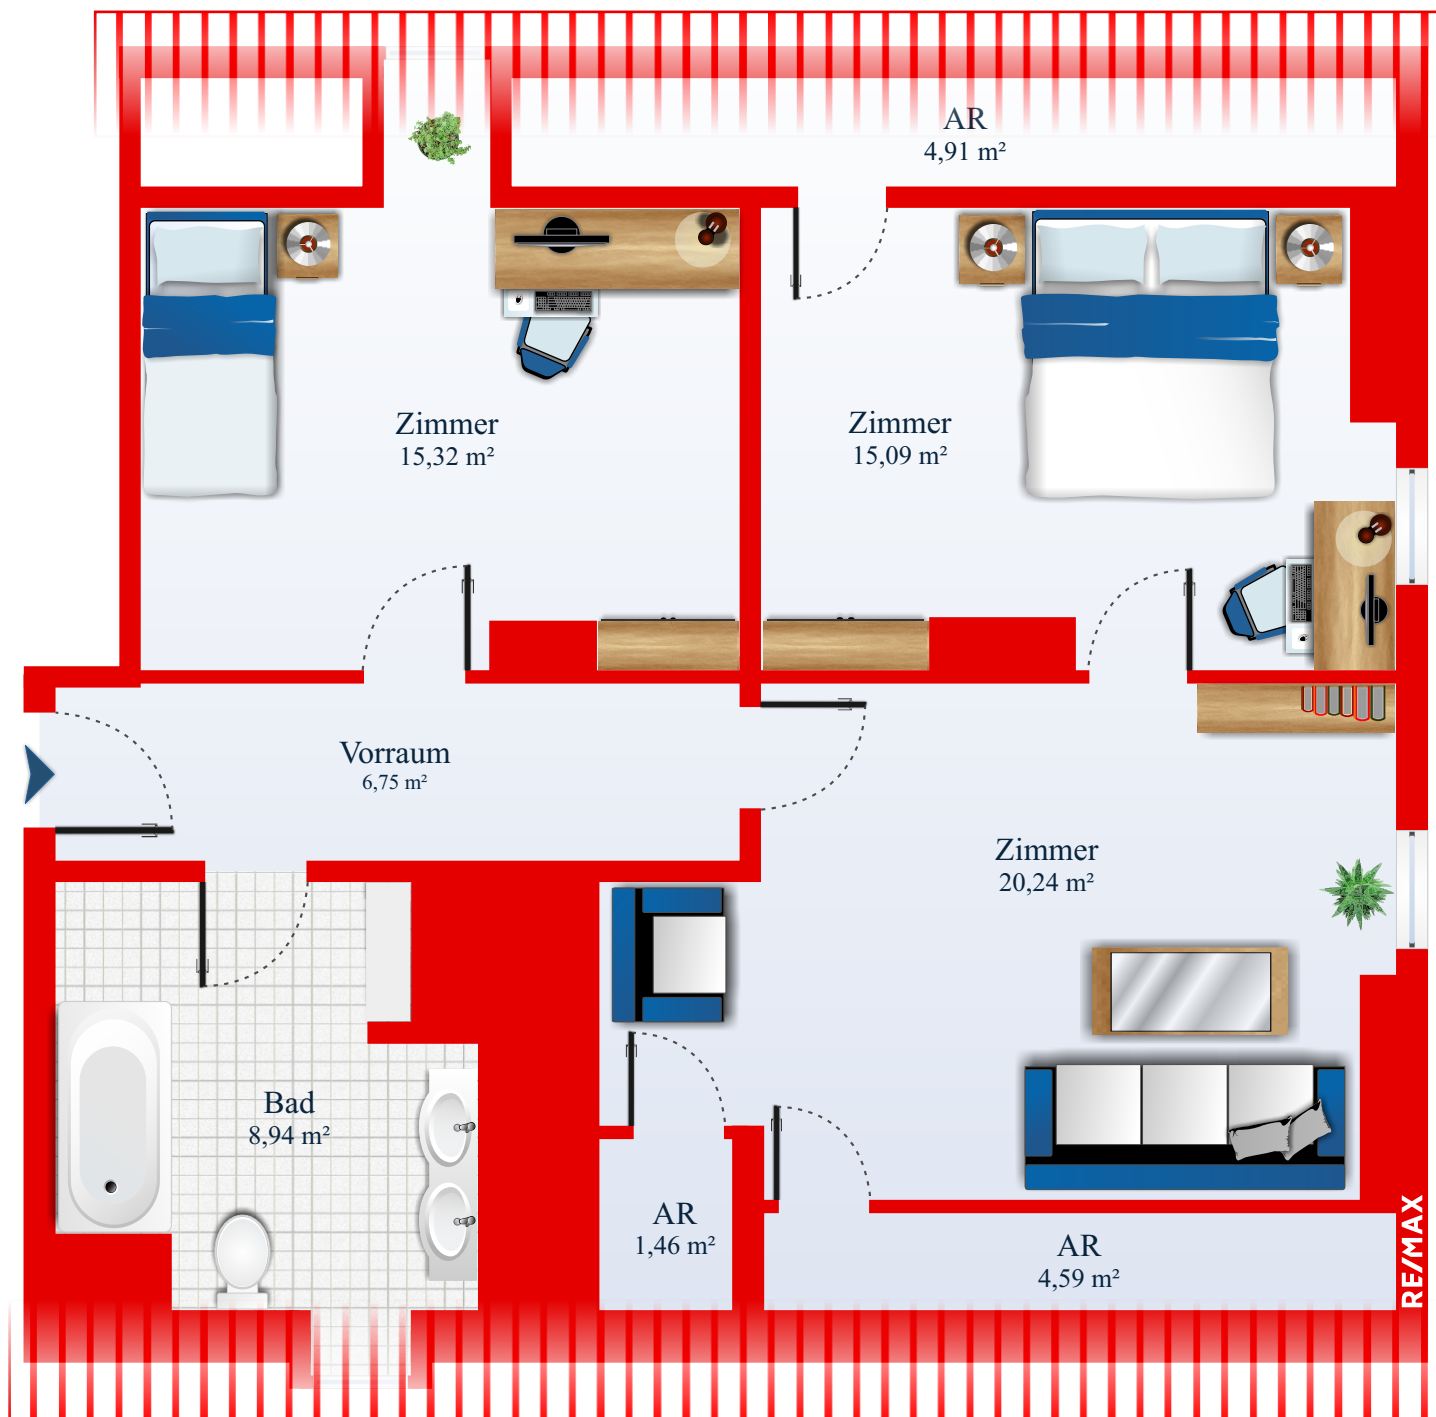 AR
4,91 m²
Zimmer
15,32 m²
Zimmer
15,09 m²
Vorraum
6,75 m²
Zimmer
20,24 m²
Bad
8,94 m²
AR
1,46 m²
AR
4,59 m²
RE/MAX